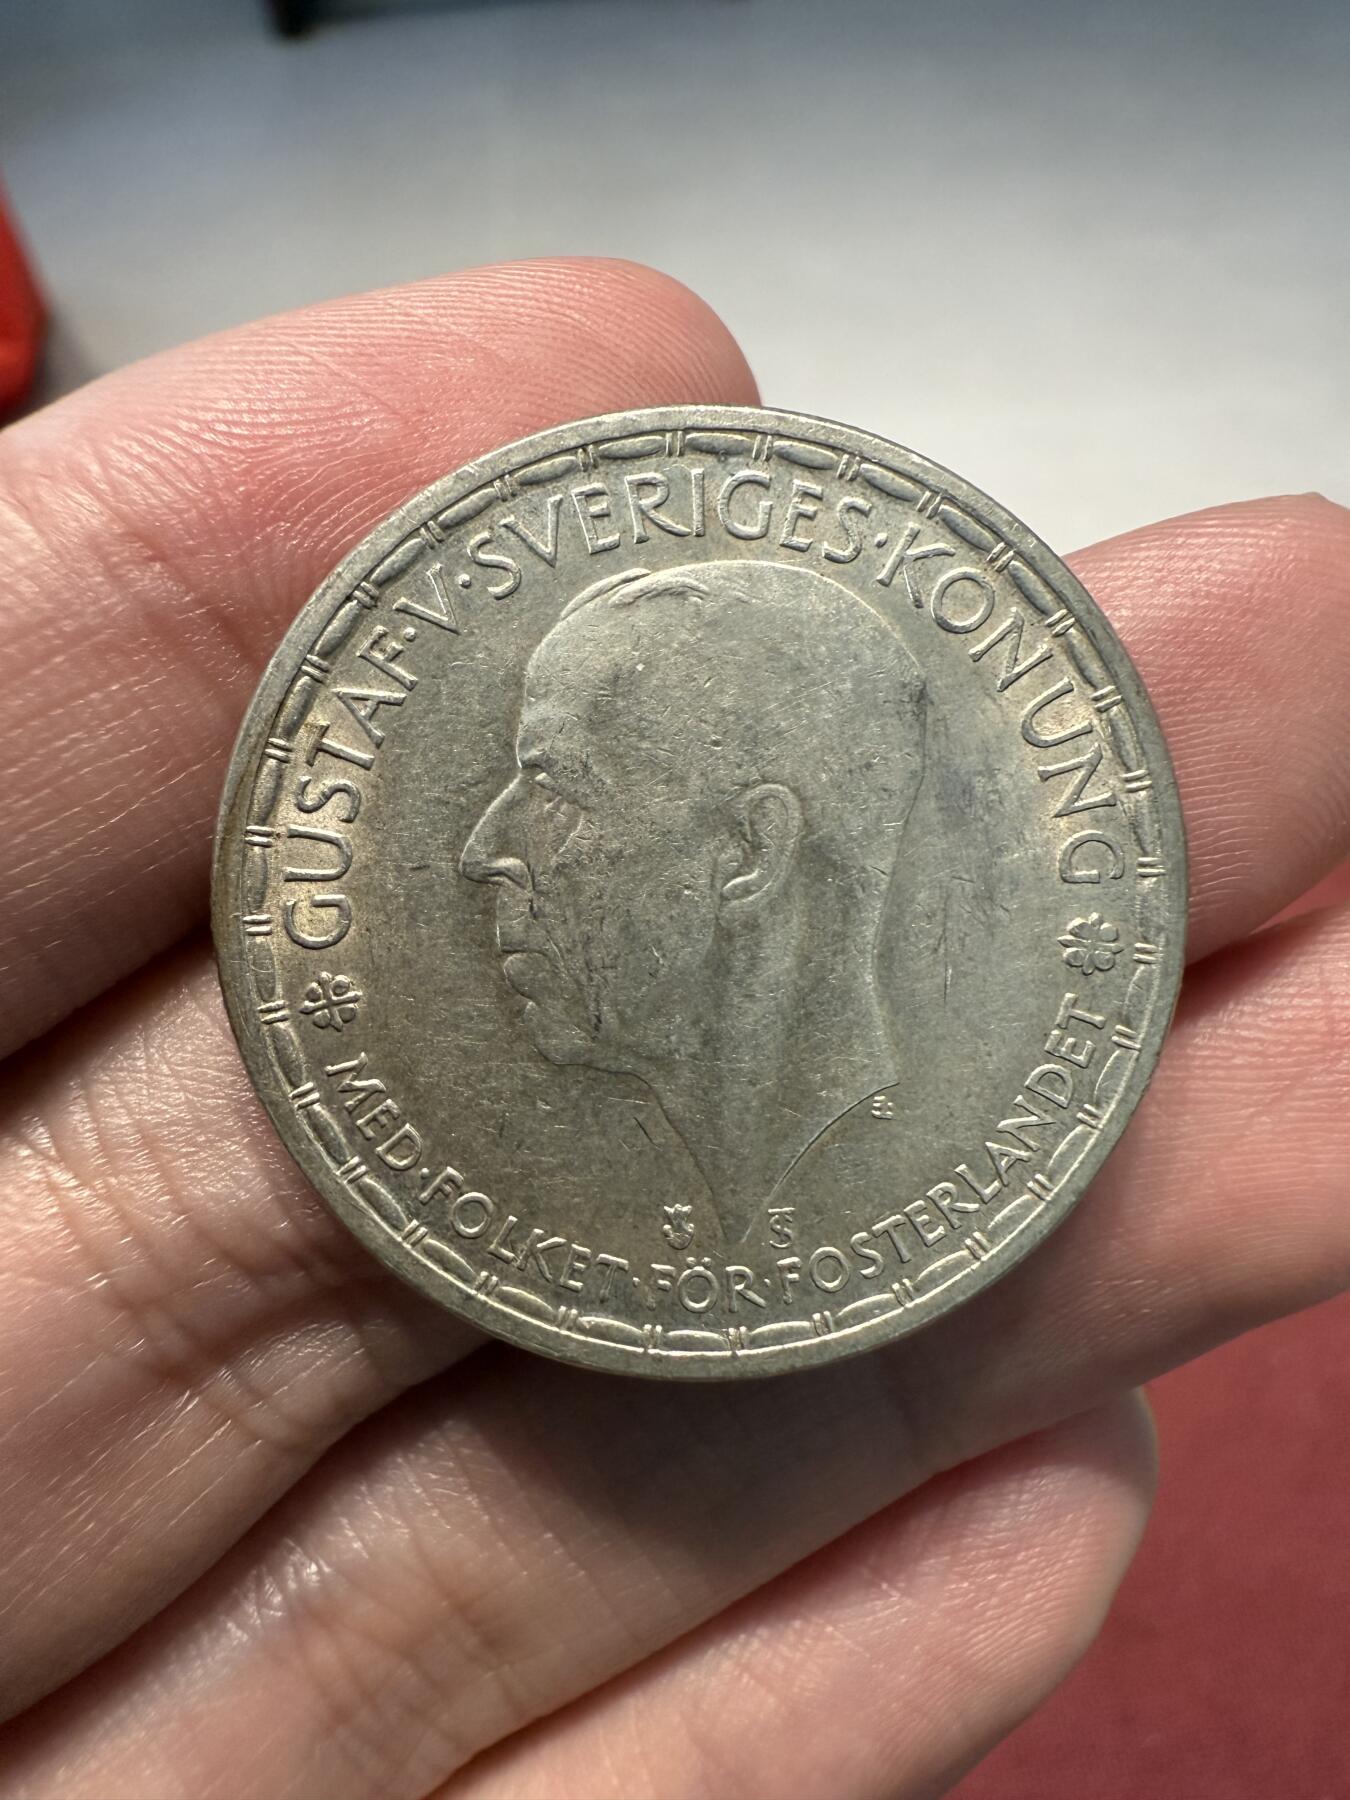 GUSTAF·V·SVERIGES·KONUNG
MED·FOLKET·FÖR·FOSTERLANDET